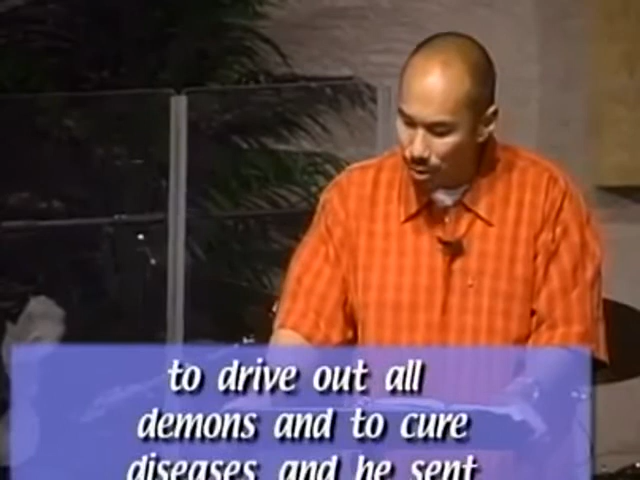 to drive out all
demons and to cure
diseases, and he sent